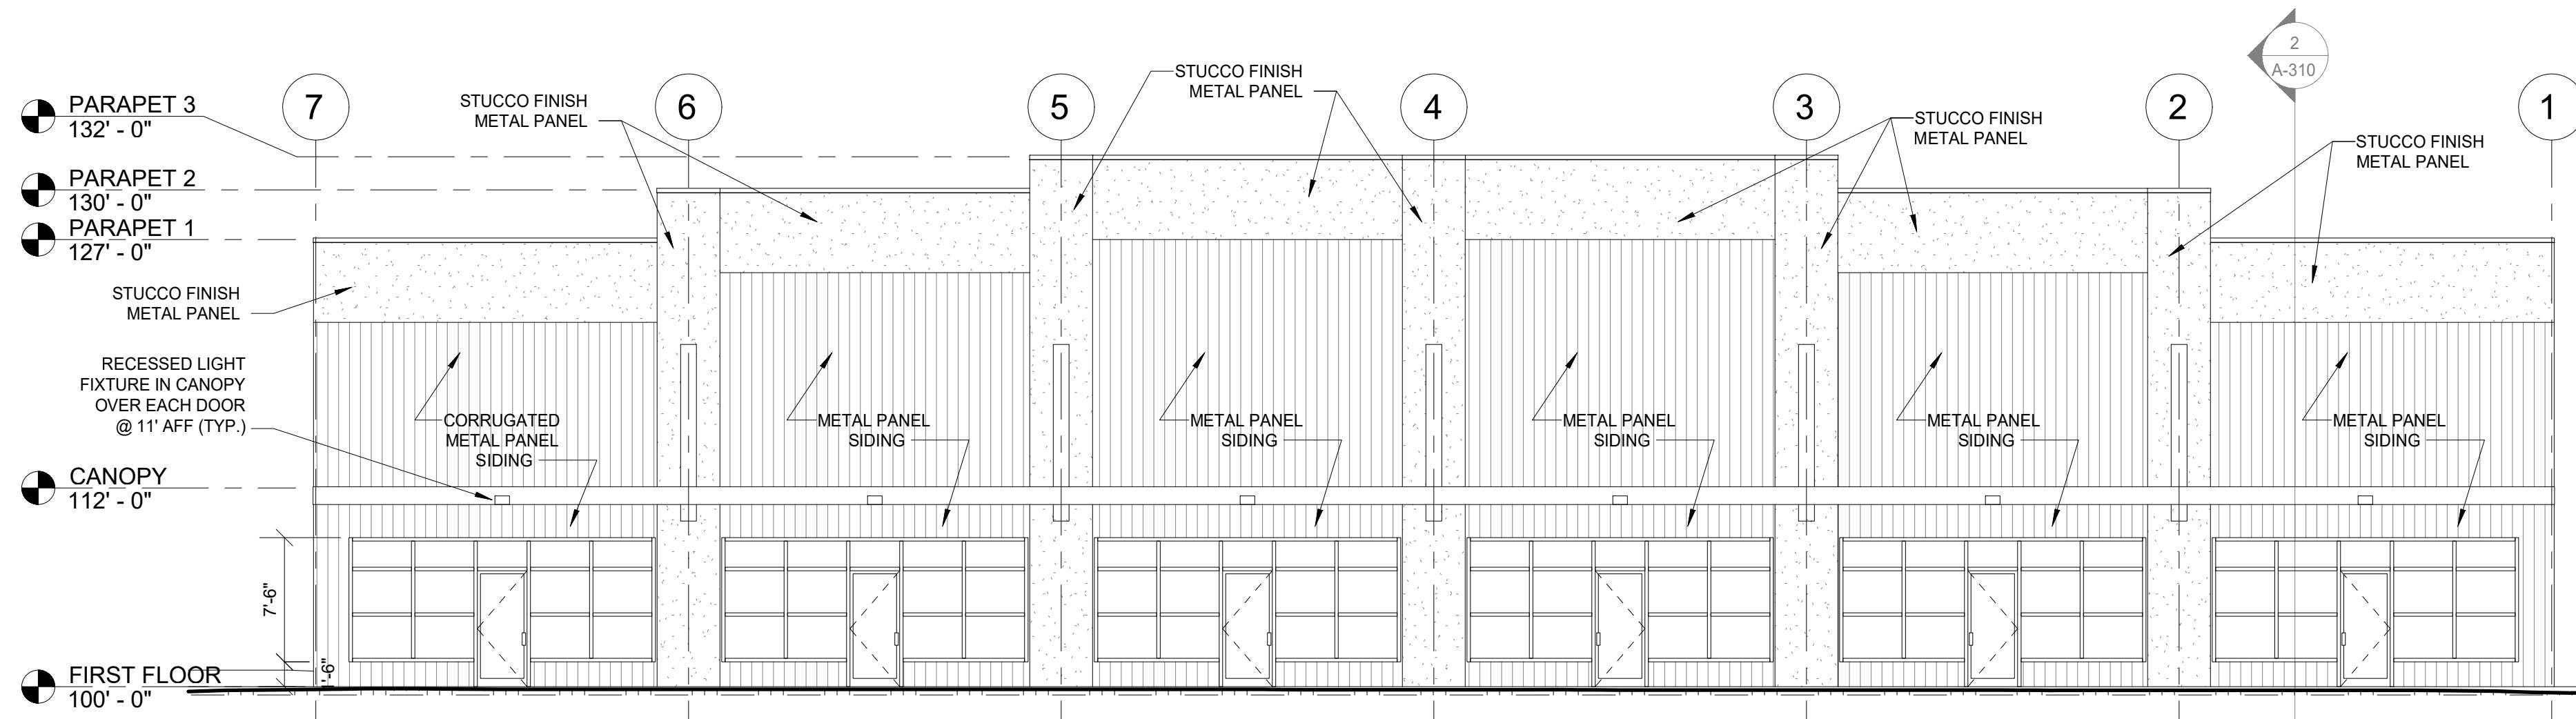 2
A-310
STUCCO FINISH
METAL PANEL
PARAPET 3
132' - 0"
7
STUCCO FINISH
METAL PANEL
6
5
4
3
2
1
STUCCO FINISH
METAL PANEL
STUCCO FINISH
METAL PANEL
PARAPET 2
130' - 0"
PARAPET 1
127' - 0"
STUCCO FINISH
METAL PANEL
RECESSED LIGHT
FIXTURE IN CANOPY
OVER EACH DOOR
@ 11' AFF (TYP.)
CORRUGATED
METAL PANEL
SIDING
METAL PANEL
SIDING
METAL PANEL
SIDING
METAL PANEL
SIDING
METAL PANEL
SIDING
METAL PANEL
SIDING
CANOPY
112' - 0"
7'-6"
1'-6"
FIRST FLOOR
100' - 0"